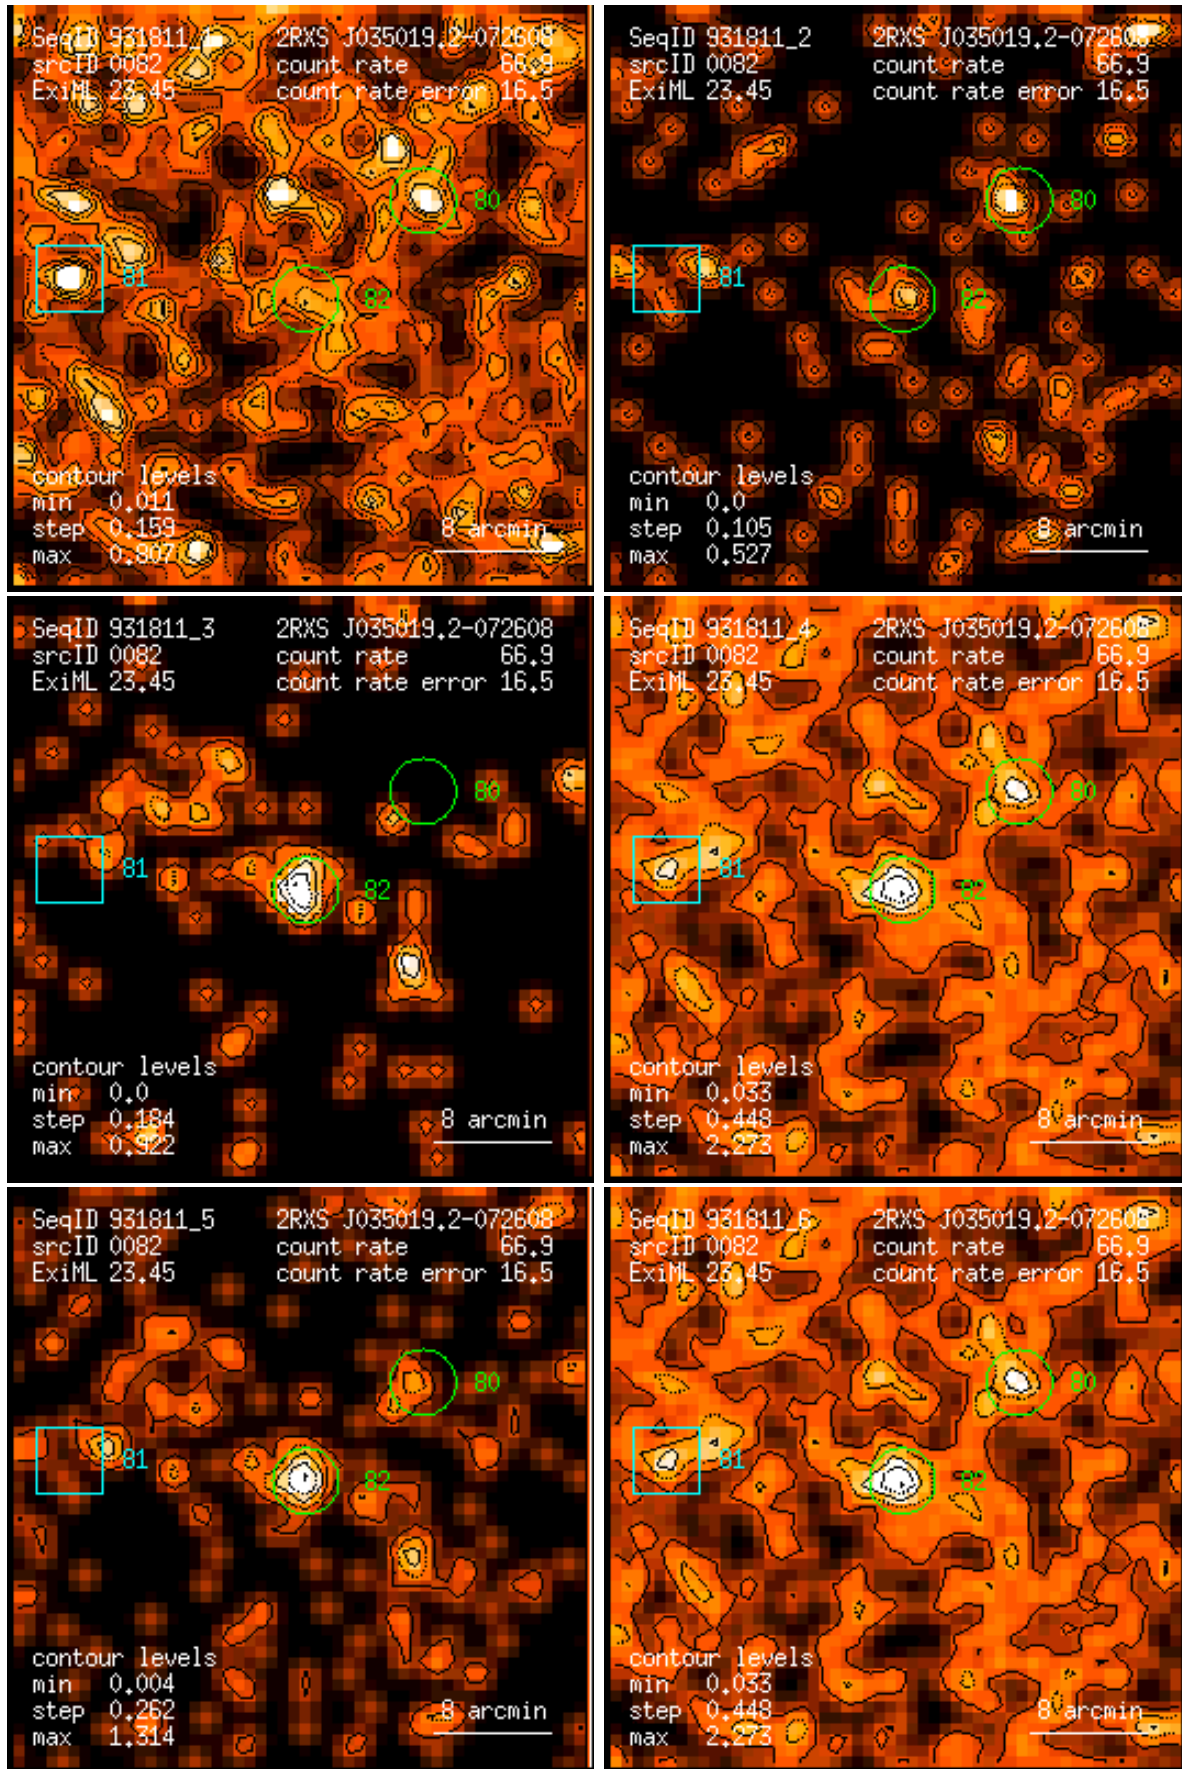 SeqID 931811_1 2RXS J035019.2-072608
srcID 0082 count rate 66.9
ExiML 23.45 count rate error 16.5
80
81
82
contour levels
min 0.011
step 0.159 8 arcmin
max 0.807
SeqID 931811_2 2RXS J035019.2-072608
srcID 0082 count rate 66.9
ExiML 23.45 count rate error 16.5
80
81
82
contour levels
min 0.0
step 0.105 8 arcmin
max 0.527
SeqID 931811_3 2RXS J035019.2-072608
srcID 0082 count rate 66.9
ExiML 23.45 count rate error 16.5
80
81
82
contour levels
min 0.0
step 0.184 8 arcmin
max 0.922
SeqID 931811_4 2RXS J035019.2-072608
srcID 0082 count rate 66.9
ExiML 23.45 count rate error 16.5
80
81
82
contour levels
min 0.033
step 0.448 8 arcmin
max 2.273
SeqID 931811_5 2RXS J035019.2-072608
srcID 0082 count rate 66.9
ExiML 23.45 count rate error 16.5
80
81
82
contour levels
min 0.004
step 0.262 8 arcmin
max 1.314
SeqID 931811_6 2RXS J035019.2-072608
srcID 0082 count rate 66.9
ExiML 23.45 count rate error 16.5
80
81
82
contour levels
min 0.033
step 0.448 8 arcmin
max 2.273